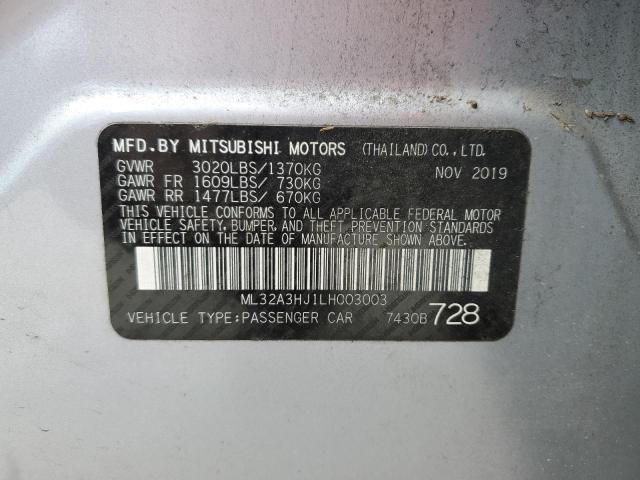 MFD.BY MITSUBISHI MOTORS (THAILAND)CO.,LTD.
GVWR 3020LBS/1370KG NOV 2019
GAWR FR 1609LBS/ 730KG
GAWR RR 1477LBS/ 670KG
THIS VEHICLE CONFORMS TO ALL APPLICABLE FEDERAL MOTOR
VEHICLE SAFETY, BUMPER, AND THEFT PREVENTION STANDARDS
IN EFFECT ON THE DATE OF MANUFACTURE SHOWN ABOVE.
ML32A3HJ1LH003003
VEHICLE TYPE:PASSENGER CAR 7430B 728